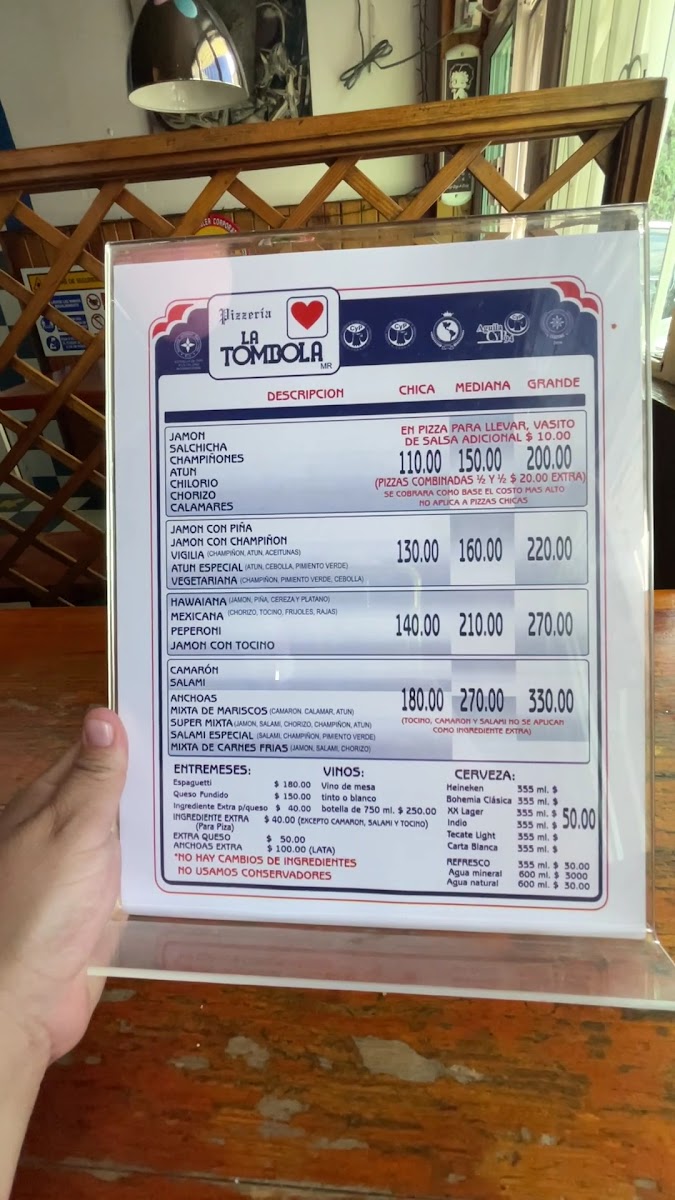 Pizzería
LA
TOMBOLA
MR
DESCRIPCION CHICA MEDIANA GRANDE
JAMON
SALCHICHA
CHAMPIÑONES
ATUN
CHILORIO
CHORIZO
CALAMARES
EN PIZZA PARA LLEVAR, VASITO
DE SALSA ADICIONAL $ 10.00
110.00 150.00 200.00
(PIZZAS COMBINADAS ½ Y ½ $ 20.00 EXTRA)
SE COBRARA COMO BASE EL COSTO MAS ALTO
NO APLICA A PIZZAS CHICAS
JAMON CON PIÑA
JAMON CON CHAMPIÑON
VIGILIA (CHAMPIÑON, ATUN, ACEITUNAS)
ATUN ESPECIAL (ATUN, CEBOLLA, PIMIENTO VERDE)
VEGETARIANA (CHAMPIÑON, PIMIENTO VERDE, CEBOLLA)
130.00 160.00 220.00
HAWAIANA (JAMON, PIÑA, CEREZA Y PLATANO)
MEXICANA (CHORIZO, TOCINO, FRIJOLES, RAJAS)
PEPERONI
JAMON CON TOCINO
140.00 210.00 270.00
CAMARÓN
SALAMI
ANCHOAS
MIXTA DE MARISCOS (CAMARON, CALAMAR, ATUN)
SUPER MIXTA (JAMON, SALAMI, CHORIZO, CHAMPIÑON, ATUN)
SALAMI ESPECIAL (SALAMI, CHAMPIÑON, PIMIENTO VERDE)
MIXTA DE CARNES FRIAS (JAMON, SALAMI, CHORIZO)
180.00 270.00 330.00
(TOCINO, CAMARON Y SALAMI NO SE APLICAN
COMO INGREDIENTE EXTRA)
ENTREMESES:
Espaguetti $ 180.00
Queso Fundido $ 150.00
Ingrediente Extra p/queso $ 40.00
INGREDIENTE EXTRA $ 40.00 (EXCEPTO CAMARON, SALAMI Y TOCINO)
(Para Piza)
EXTRA QUESO $ 50.00
ANCHOAS EXTRA $ 100.00 (LATA)
*NO HAY CAMBIOS DE INGREDIENTES
NO USAMOS CONSERVADORES
VINOS:
Vino de mesa
tinto o blanco
botella de 750 ml. $ 250.00
CERVEZA:
Heineken 355 ml. $
Bohemia Clásica 355 ml. $
XX Lager 355 ml. $
Indio 355 ml. $
Tecate Light 355 ml. $
Carta Blanca 355 ml. $
50.00
REFRESCO 355 ml. $ 30.00
Agua mineral 600 ml. $ 3000
Agua natural 600 ml. $ 30.00